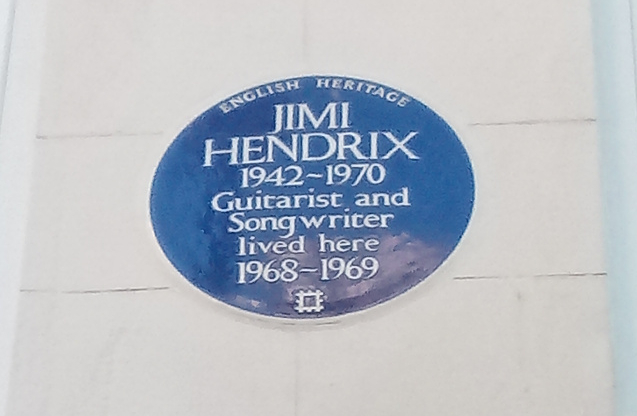 ENGLISH HERITAGE
JIMI
HENDRIX
1942~1970
Guitarist and
Songwriter
lived here
1968~1969